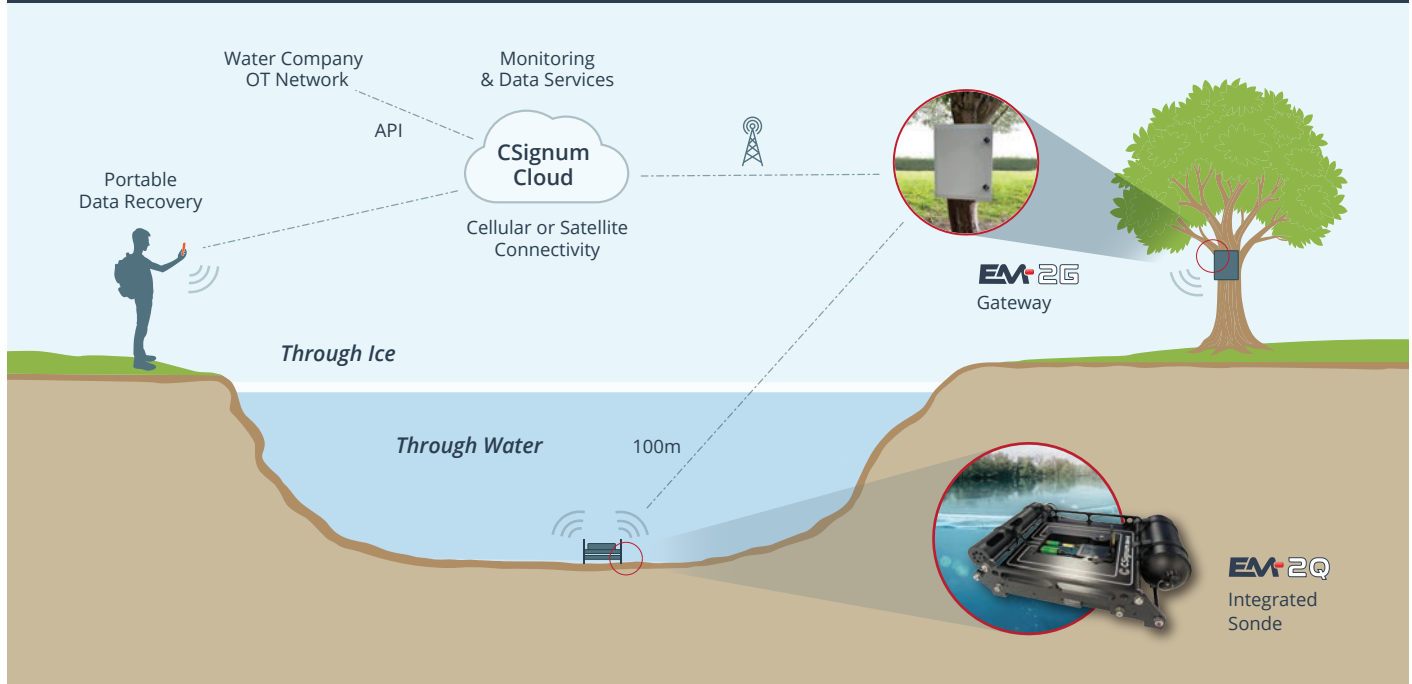 Water Company
OT Network
Monitoring
& Data Services
API
CSignum
Cloud
Portable
Data Recovery
Cellular or Satellite
Connectivity
EM-2G
Gateway
Through Ice
Through Water
100m
CSignum
EM-2Q
Integrated
Sonde